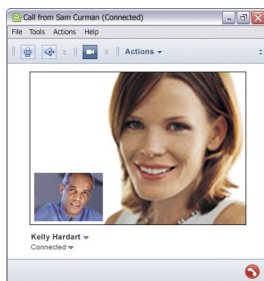 Call from Sam Curman (Connected)
File Tools Actions Help
Actions
Kelly Hardart
Connected